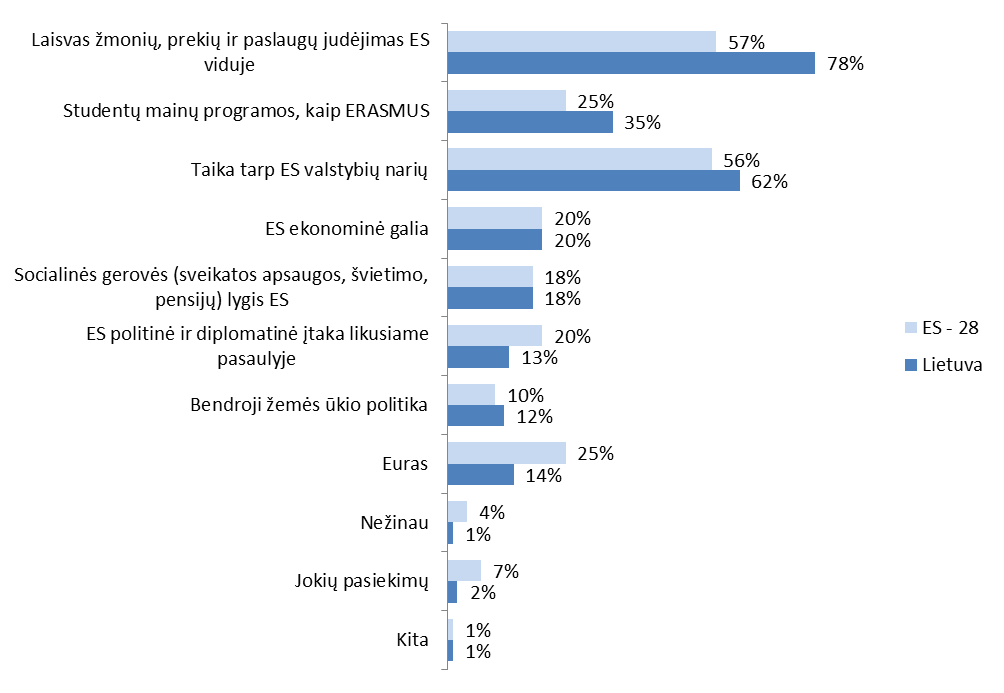 Laisvas žmonių, prekių ir paslaugų judėjimas ES
viduje
57%
78%
Studentų mainų programos, kaip ERASMUS
25%
35%
Taika tarp ES valstybių narių
56%
62%
ES ekonominė galia
20%
20%
Socialinės gerovės (sveikatos apsaugos, švietimo,
pensijų) lygis ES
18%
18%
ES politinė ir diplomatinė įtaka likusiame
pasaulyje
20%
13%
Bendroji žemės ūkio politika
10%
12%
Euras
25%
14%
Nežinau
4%
1%
Jokių pasiekimų
7%
2%
Kita
1%
1%
ES - 28
Lietuva